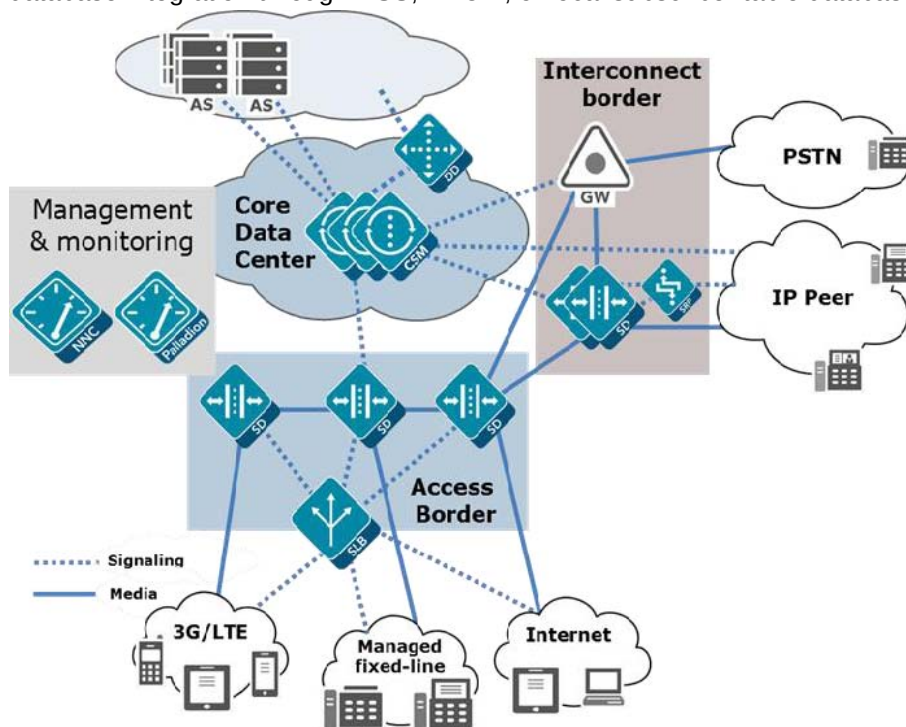 AS
AS
Interconnect
border
DD
PSTN
GW
Management
& monitoring
Core
Data
Center
CSM
NNC
Palladion
SD
SRP
IP Peer
SD
SD
SD
Access
Border
SLB
Signaling
Media
3G/LTE
Managed
fixed-line
Internet